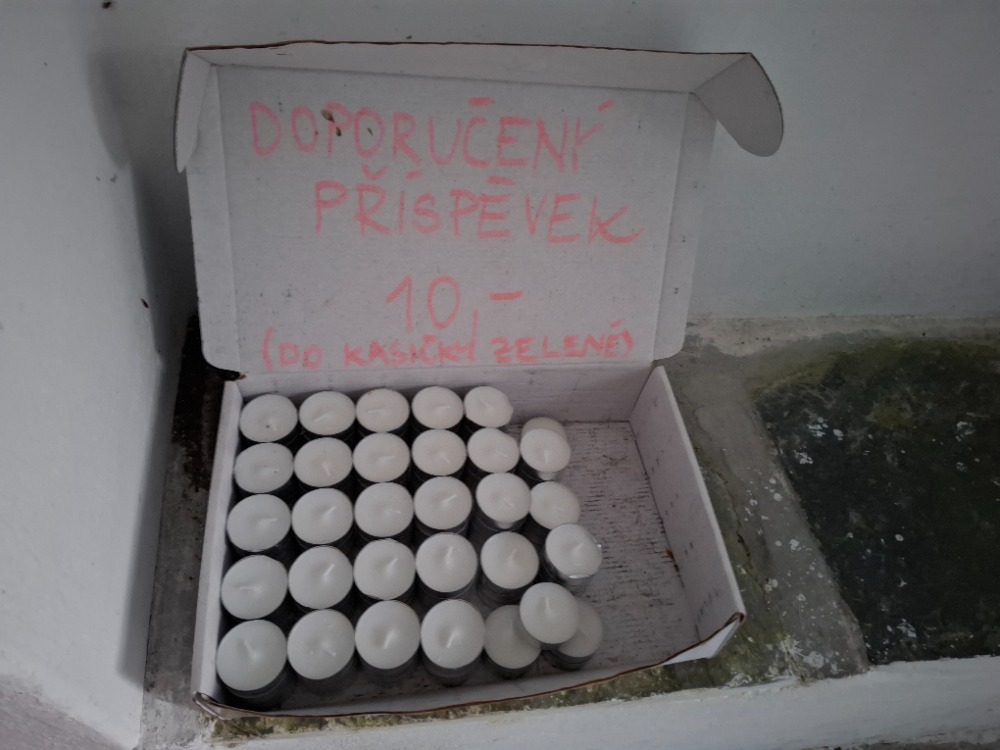 DOPORUČENÝ
PŘÍSPĚVEK
10,-
(DO KASIČKY ZELENÉ)